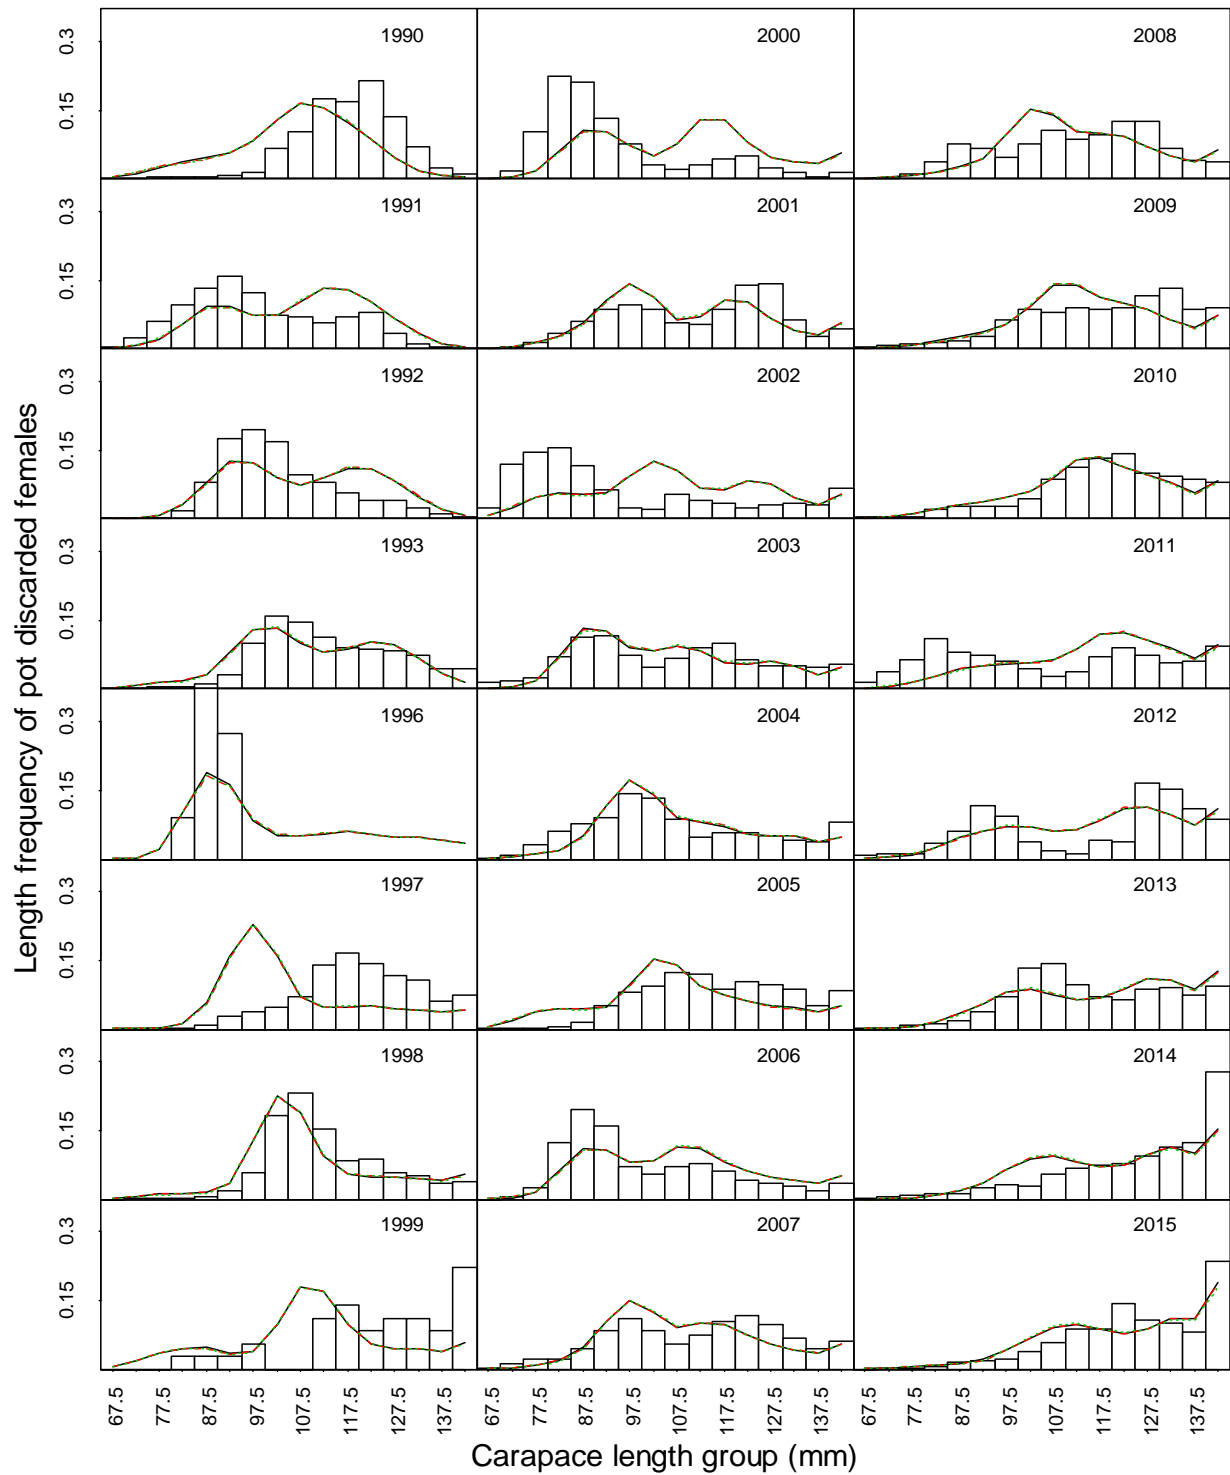 1990 2000 2008
0.3
0.15
1991 2001 2009
0.3
0.15
1992 2002 2010
0.3
0.15
1993 2003 2011
0.3
0.15
1996 2004 2012
0.3
0.15
1997 2005 2013
0.3
0.15
1998 2006 2014
0.3
0.15
1999 2007 2015
0.3
0.15
Length frequency of pot discarded females
67.5 77.5 87.5 97.5 107.5 117.5 127.5 137.5 67.5 77.5 87.5 97.5 107.5 117.5 127.5 137.5 67.5 77.5 87.5 97.5 107.5 117.5 127.5 137.5
Carapace length group (mm)